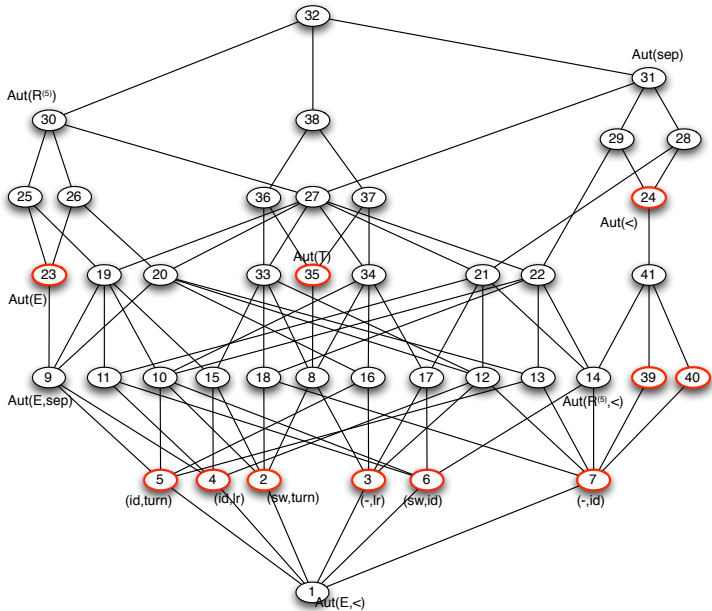 32
Aut(sep)
31
Aut(R⁽⁵⁾)
30
38
29
28
25
26
36
27
37
24
Aut(<)
Aut(T)
23
19
20
33
35
34
21
22
41
Aut(E)
9
11
10
15
18
8
16
17
12
13
14
39
40
Aut(E,sep)
Aut(R⁽⁵⁾,<)
5
4
2
3
6
7
(id,turn)
(id,lr)
(sw,turn)
(-,lr)
(sw,id)
(-,id)
1
Aut(E,<)